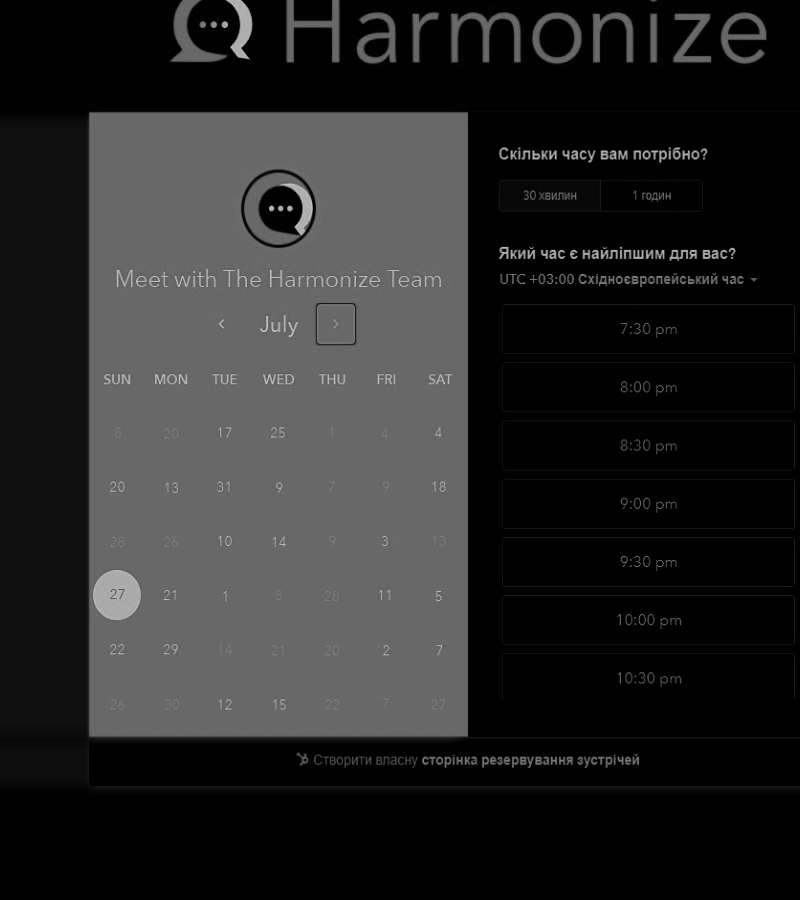 Harmonize
Meet with The Harmonize Team
July
SUN MON TUE WED THU FRI SAT
8 20 17 25 1 4 4
20 13 31 9 7 9 18
28 26 10 14 9 3 13
27 21 1 8 28 11 5
22 29 14 21 20 2 7
26 30 12 15 22 7 27
Скільки часу вам потрібно?
30 хвилин 1 годин
Який час є найліпшим для вас?
UTC +03:00 Східноєвропейський час
7:30 pm
8:00 pm
8:30 pm
9:00 pm
9:30 pm
10:00 pm
10:30 pm
Створити власну сторінка резервування зустрічей